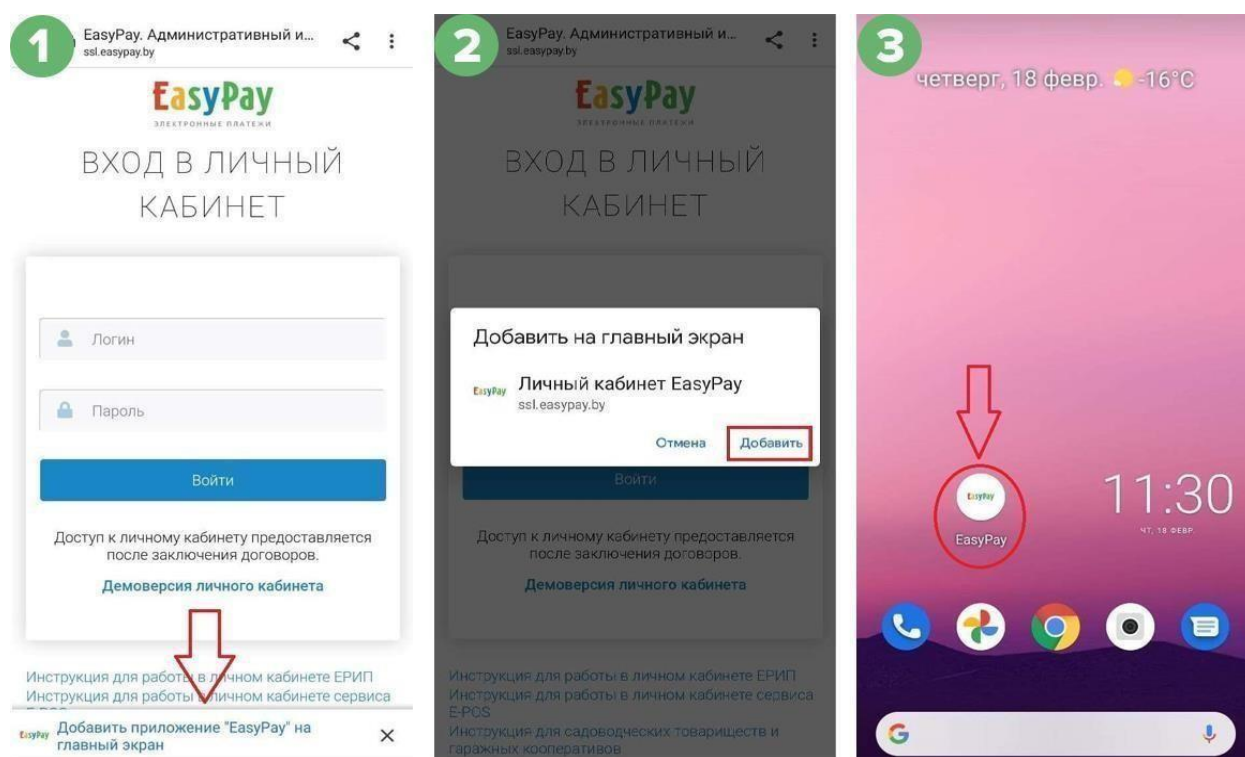 1
EasyPay. Административный и...
ssl.easypay.by
EasyPay
ЭЛЕКТРОННЫЕ ПЛАТЕЖИ
ВХОД В ЛИЧНЫЙ
КАБИНЕТ
Логин
Пароль
Войти
Доступ к личному кабинету предоставляется
после заключения договоров.
Демоверсия личного кабинета
Инструкция для работы в личном кабинете ЕРИП
Инструкция для работы в личном кабинете сервиса
E-POS
EasyPay
Добавить приложение "EasyPay" на
главный экран
2
EasyPay. Административный и...
ssl.easypay.by
EasyPay
ЭЛЕКТРОННЫЕ ПЛАТЕЖИ
ВХОД В ЛИЧНЫЙ
КАБИНЕТ
Добавить на главный экран
EasyPay
Личный кабинет EasyPay
ssl.easypay.by
Отмена Добавить
Войти
Доступ к личному кабинету предоставляется
после заключения договоров.
Демоверсия личного кабинета
Инструкция для работы в личном кабинете ЕРИП
Инструкция для работы в личном кабинете сервиса
E-POS
Инструкция для садоводческих товариществ и
гаражных кооперативов
3
четверг, 18 февр. -16°C
EasyPay
EasyPay
11:30
ЧТ, 18 ФЕВР.
G